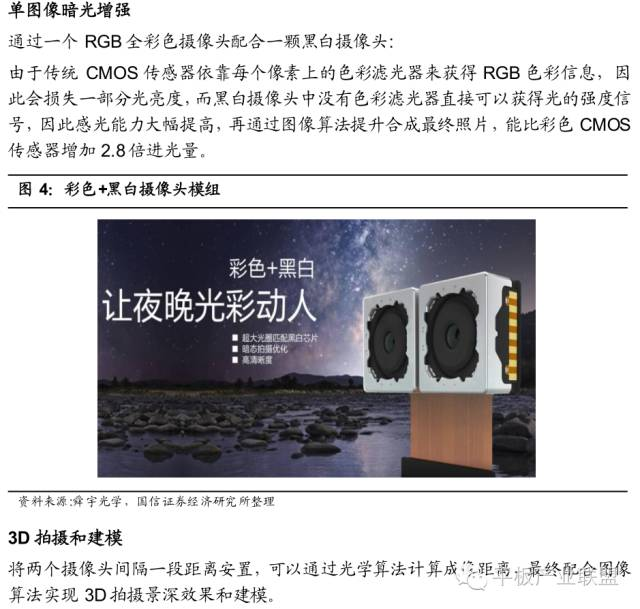 单图像暗光增强
通过一个 RGB 全彩色摄像头配合一颗黑白摄像头：
由于传统 CMOS 传感器依靠每个像素上的色彩滤光器来获得 RGB 色彩信息，因
此会损失一部分光亮度，而黑白摄像头中没有色彩滤光器直接可以获得光的强度信
号，因此感光能力大幅提高，再通过图像算法提升合成最终照片，能比彩色 CMOS
传感器增加 2.8 倍进光量。
图 4：彩色+黑白摄像头模组
彩色+黑白
让夜晚光彩动人
■ 超大光圈匹配黑白芯片
■ 暗态拍摄优化
■ 高清晰度
资料来源:舜宇光学，国信证券经济研究所整理
3D 拍摄和建模
将两个摄像头间隔一段距离安置，可以通过光学算法计算成像距离，最终配合图像
算法实现 3D 拍摄景深效果和建模。
平板产业联盟